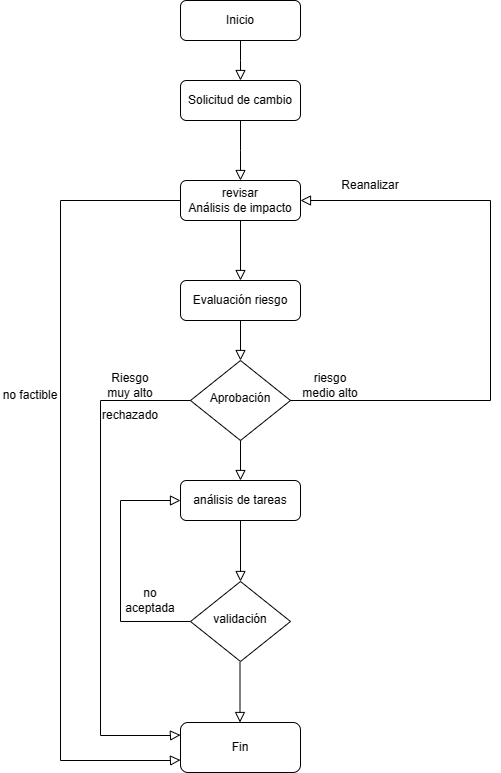 Inicio
Solicitud de cambio
Reanalizar
revisar
Análisis de impacto
Evaluación riesgo
Riesgo
muy alto
riesgo
medio alto
no factible
Aprobación
rechazado
análisis de tareas
no
aceptada
validación
Fin